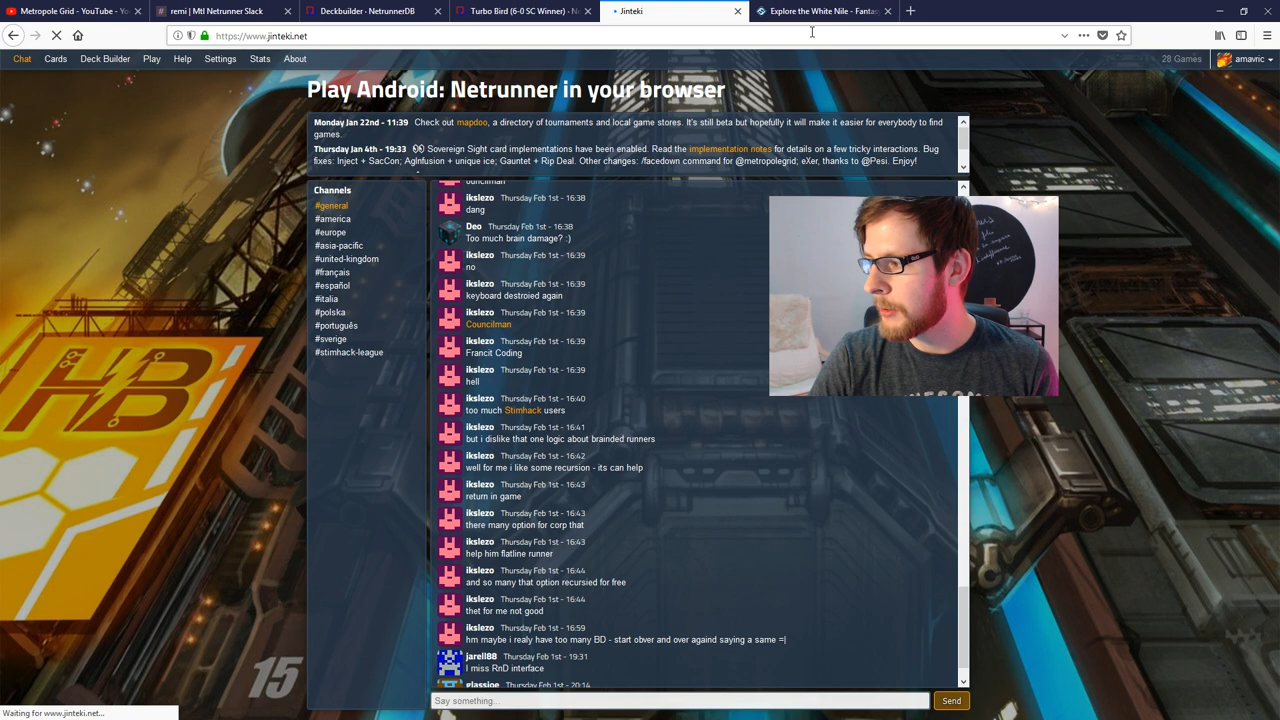 Metropole Grid - YouTube - Yo
remi | Mtl Netrunner Slack
Deckbuilder · NetrunnerDB
Turbo Bird (6-0 SC Winner) · Ne
Jinteki
Explore the White Nile - Fantas
https://www.jinteki.net
Chat Cards Deck Builder Play Help Settings Stats About
28 Games
amavric
Play Android: Netrunner in your browser
Monday Jan 22nd - 11:39 Check out mapdoo, a directory of tournaments and local game stores. It's still beta but hopefully it will make it easier for everybody to find
games.
Thursday Jan 4th - 19:33 Sovereign Sight card implementations have been enabled. Read the implementation notes for details on a few tricky interactions. Bug
fixes: Inject + SacCon; AgInfusion + unique ice; Gauntet + Rip Deal. Other changes: /facedown command for @metropolegrid; eXer, thanks to @Pesi. Enjoy!
Channels
#general
#america
#europe
#asia-pacific
#united-kingdom
#français
#español
#italia
#polska
#português
#sverige
#stimhack-league
ikslezo Thursday Feb 1st - 16:38
dang
Deo Thursday Feb 1st - 16:38
Too much brain damage? :)
ikslezo Thursday Feb 1st - 16:39
no
ikslezo Thursday Feb 1st - 16:39
keyboard destroied again
ikslezo Thursday Feb 1st - 16:39
Councilman
ikslezo Thursday Feb 1st - 16:39
Francit Coding
ikslezo Thursday Feb 1st - 16:39
hell
ikslezo Thursday Feb 1st - 16:40
too much Stimhack users
ikslezo Thursday Feb 1st - 16:41
but i dislike that one logic about brainded runners
ikslezo Thursday Feb 1st - 16:42
well for me i like some recursion - its can help
ikslezo Thursday Feb 1st - 16:43
return in game
ikslezo Thursday Feb 1st - 16:43
there many option for corp that
ikslezo Thursday Feb 1st - 16:43
help him flatline runner
ikslezo Thursday Feb 1st - 16:44
and so many that option recursied for free
ikslezo Thursday Feb 1st - 16:44
thet for me not good
ikslezo Thursday Feb 1st - 16:59
hm maybe i realy have too many BD - start obver and over againd saying a same =|
jarell88 Thursday Feb 1st - 19:31
I miss RnD interface
glassjoe Thursday Feb 1st - 20:14
Say something...
Send
HB
15
Waiting for www.jinteki.net...